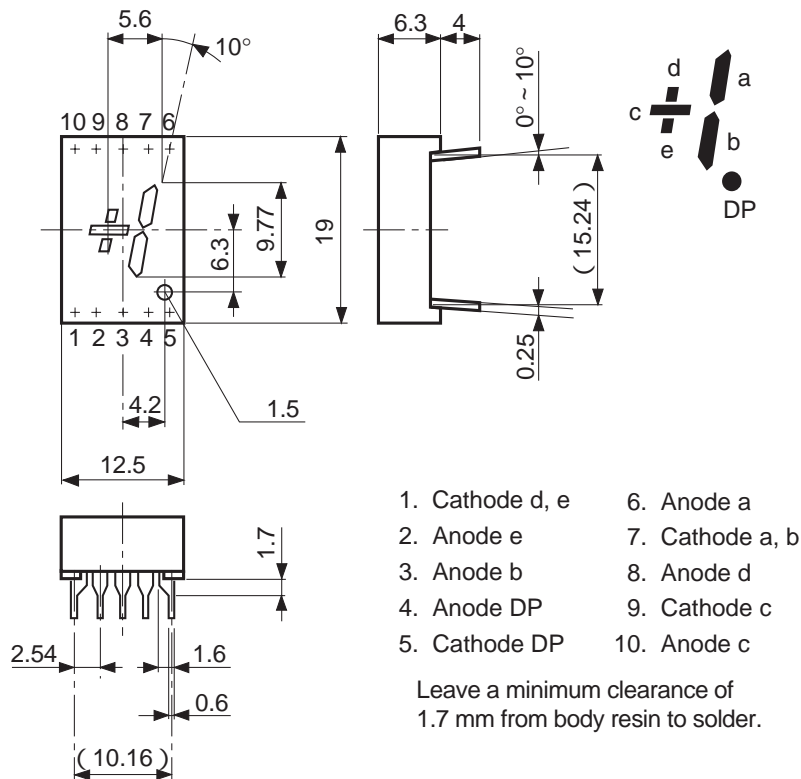 5.6
10°
6.3 4
0° ~ 10°
d
a
c
e
b
DP
10 9 8 7 6
9.77
6.3
19
( 15.24 )
1 2 3 4 5
0.25
4.2
1.5
12.5
1.7
2.54
1.6
0.6
( 10.16 )
1. Cathode d, e
2. Anode e
3. Anode b
4. Anode DP
5. Cathode DP
6. Anode a
7. Cathode a, b
8. Anode d
9. Cathode c
10. Anode c
Leave a minimum clearance of
1.7 mm from body resin to solder.